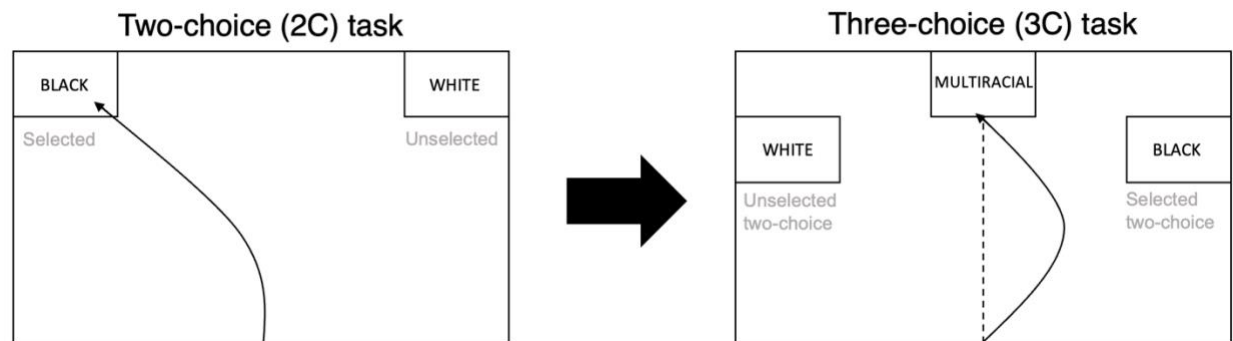 Two-choice (2C) task
BLACK
WHITE
Selected
Unselected
Three-choice (3C) task
MULTIRACIAL
WHITE
BLACK
Unselected
two-choice
Selected
two-choice